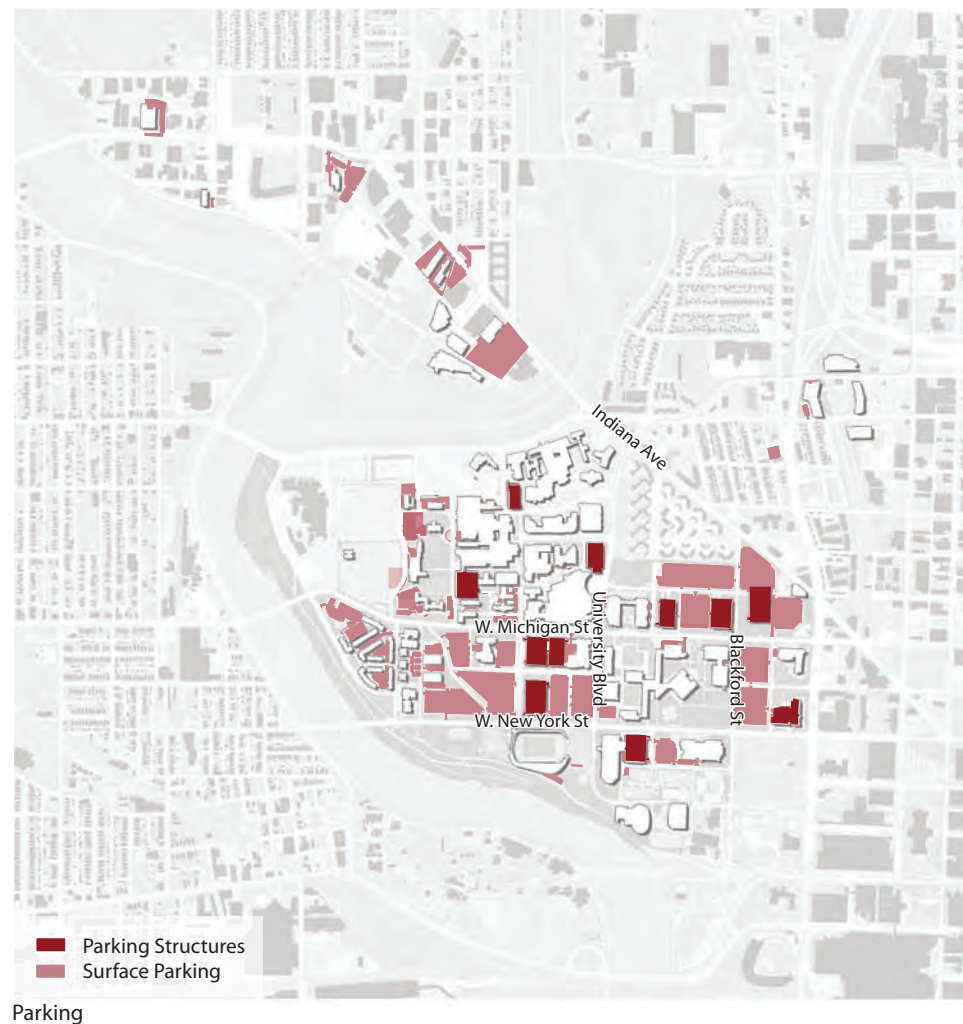 Indiana Ave
W. Michigan St
University Blvd
Blackford St
W. New York St
Parking Structures
Surface Parking
Parking